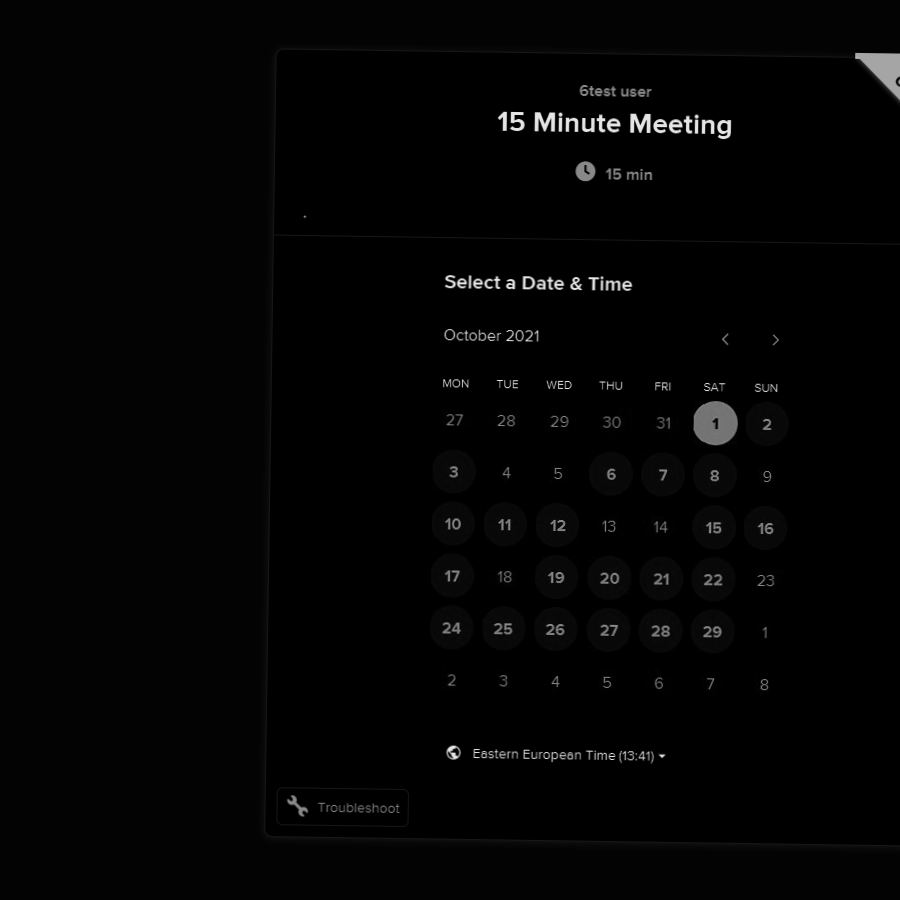 6test user
15 Minute Meeting
15 min
.
Select a Date & Time
October 2021
MON TUE WED THU FRI SAT SUN
27 28 29 30 31 1 2
3 4 5 6 7 8 9
10 11 12 13 14 15 16
17 18 19 20 21 22 23
24 25 26 27 28 29 1
2 3 4 5 6 7 8
Eastern European Time (13:41)
Troubleshoot